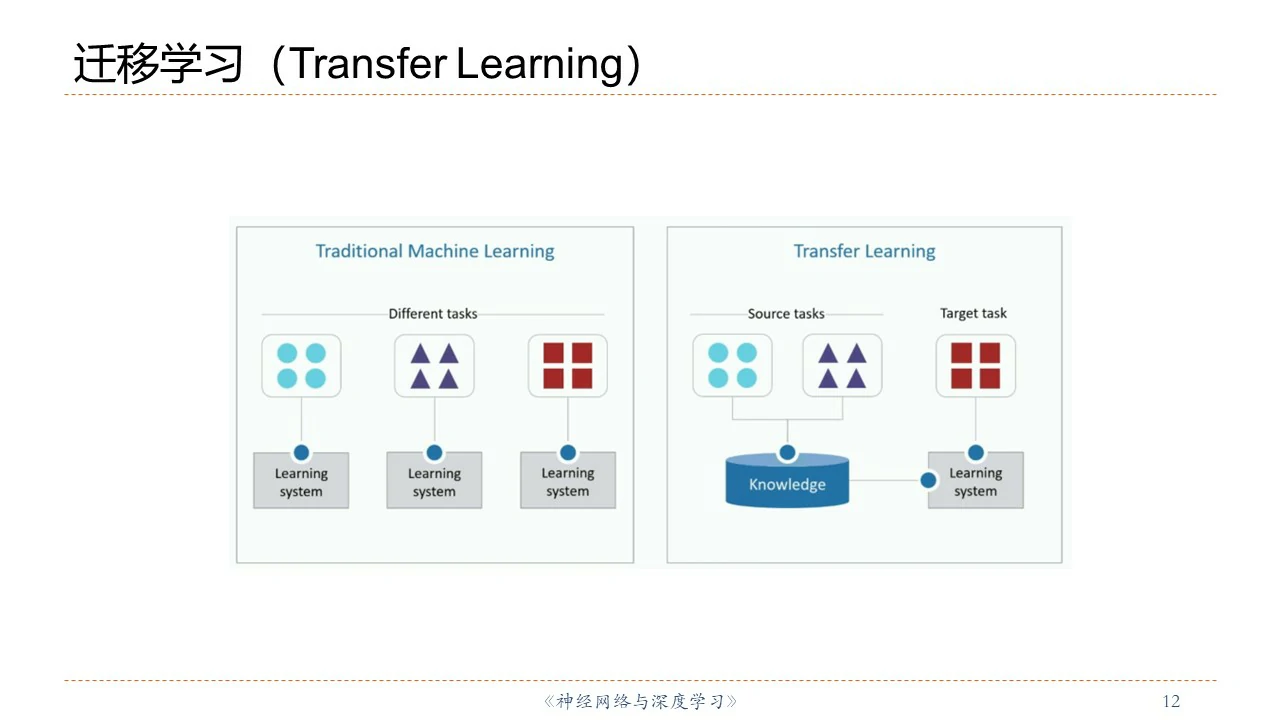 迁移学习（Transfer Learning）
Traditional Machine Learning
Different tasks
Learning
system
Learning
system
Learning
system
Transfer Learning
Source tasks
Target task
Knowledge
Learning
system
《神经网络与深度学习》
12